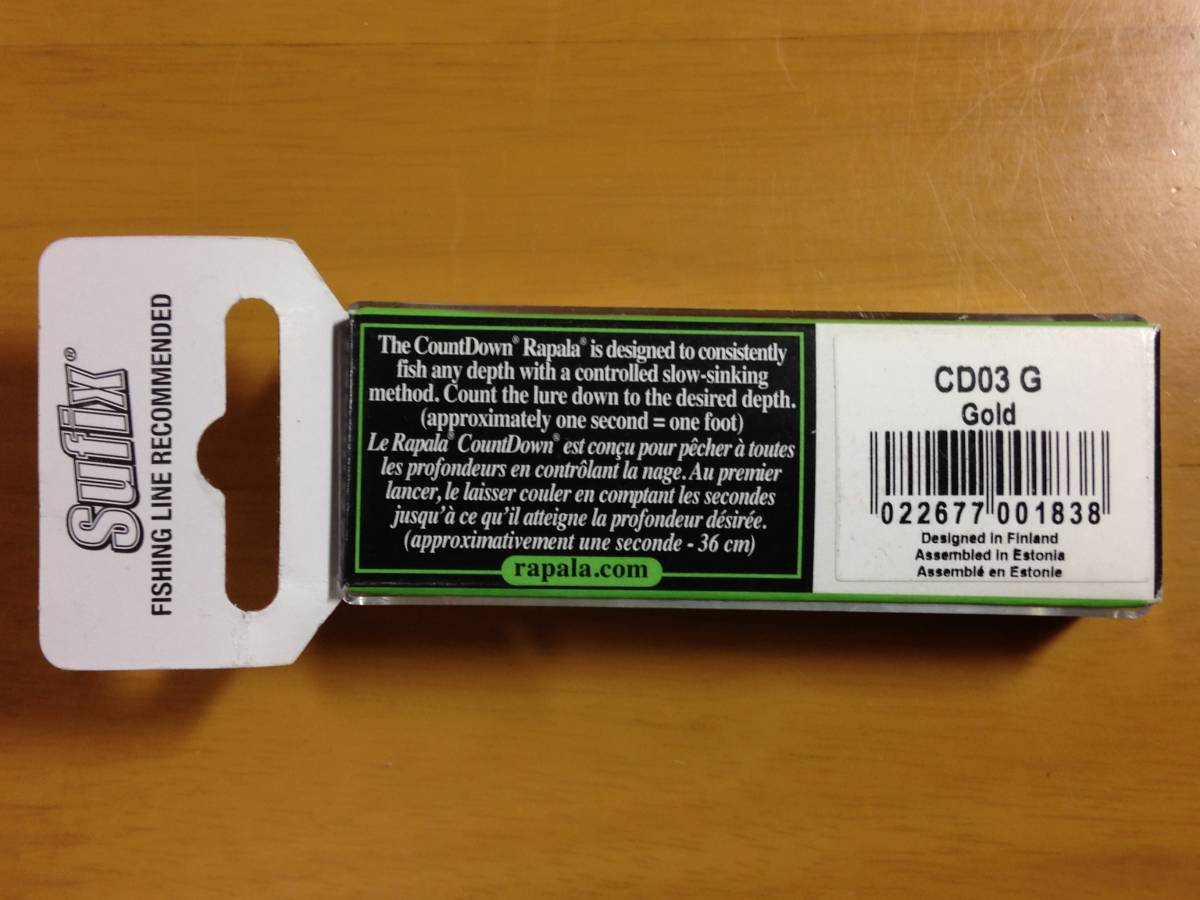 Sufix®
FISHING LINE RECOMMENDED
The CountDown® Rapala® is designed to consistently
fish any depth with a controlled slow-sinking
method. Count the lure down to the desired depth.
(approximately one second = one foot)
Le Rapala® CountDown® est conçu pour pêcher à toutes
les profondeurs en contrôlant la nage. Au premier
lancer, le laisser couler en comptant les secondes
jusqu'à ce qu'il atteigne la profondeur désirée.
(approximativement une seconde - 36 cm)
rapala.com
CD03 G
Gold
022677 001838
Designed in Finland
Assembled in Estonia
Assemblé en Estonie